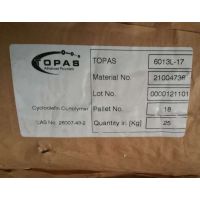 TOPAS
Advanced Polymers
Cycloolefin Copolymer
CAS No. 26007-43-2
TOPAS 6013L-17
Material No. 21004738
Lot No. 0000121101
Pallet No. 18
Quantity in: (Kg) 25